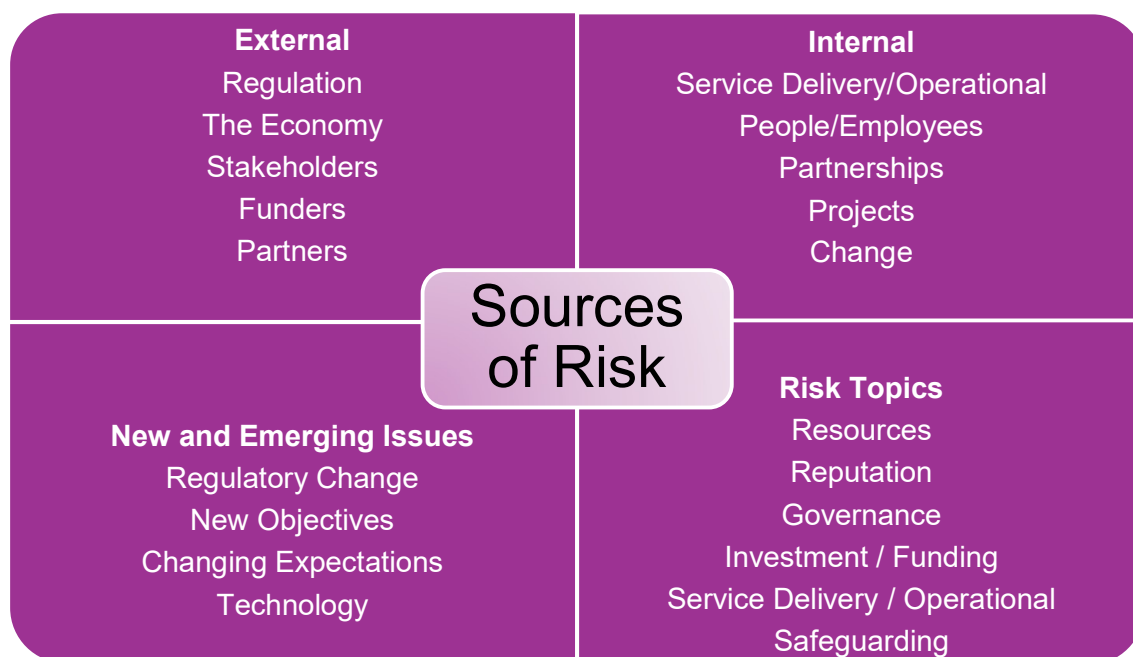 External
Regulation
The Economy
Stakeholders
Funders
Partners
Internal
Service Delivery/Operational
People/Employees
Partnerships
Projects
Change
Sources
of Risk
New and Emerging Issues
Regulatory Change
New Objectives
Changing Expectations
Technology
Risk Topics
Resources
Reputation
Governance
Investment / Funding
Service Delivery / Operational
Safeguarding